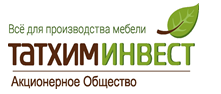 Всё для производства мебели
ТАТХИМИНВЕСТ
Акционерное Общество